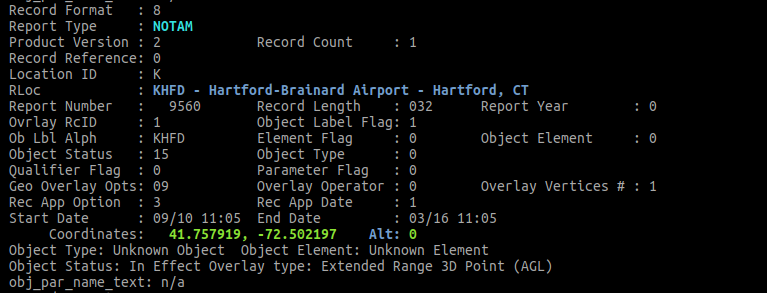 Record Format   : 8
Report Type     : NOTAM
Product Version : 2            Record Count     : 1
Record Reference: 0
Location ID     : K
RLoc            : KHFD - Hartford-Brainard Airport - Hartford, CT
Report Number   :   9560       Record Length    : 032      Report Year        : 0
Ovrlay RcID     : 1            Object Label Flag: 1
Ob Lbl Alph     : KHFD         Element Flag     : 0        Object Element     : 0
Object Status   : 15           Object Type      : 0
Qualifier Flag  : 0            Parameter Flag   : 0
Geo Overlay Opts: 09           Overlay Operator : 0        Overlay Vertices # : 1
Rec App Option  : 3            Rec App Date     : 1
Start Date      : 09/10 11:05  End Date         : 03/16 11:05
     Coordinates:   41.757919, -72.502197    Alt: 0
Object Type: Unknown Object  Object Element: Unknown Element
Object Status: In Effect Overlay type: Extended Range 3D Point (AGL)
obj_par_name_text: n/a